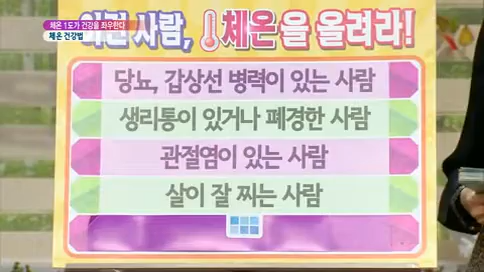 체온 1도가 건강을 좌우한다
체온 건강법
이런 사람, 체온을 올려라!
당뇨, 갑상선 병력이 있는 사람
생리통이 있거나 폐경한 사람
관절염이 있는 사람
살이 잘 찌는 사람